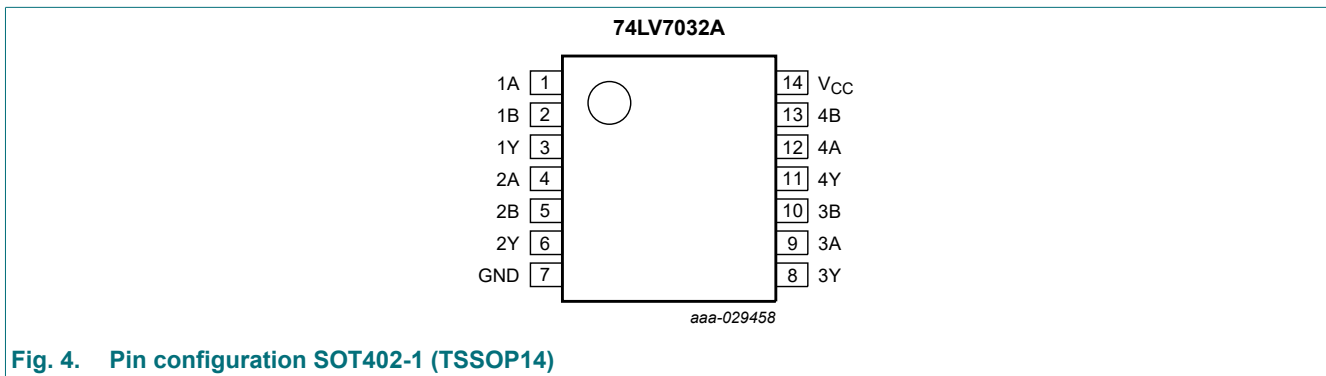 74LV7032A
1A 1 14 VCC
1B 2 13 4B
1Y 3 12 4A
2A 4 11 4Y
2B 5 10 3B
2Y 6 9 3A
GND 7 8 3Y
aaa-029458
Fig. 4. Pin configuration SOT402-1 (TSSOP14)